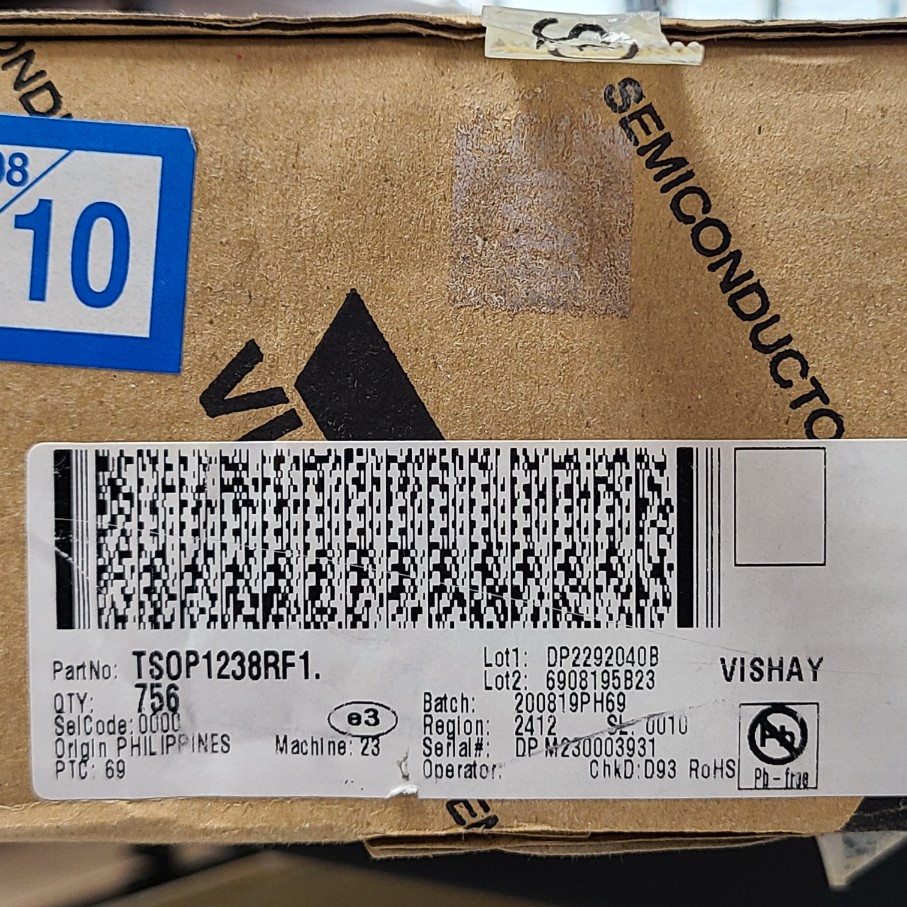 SEMICONDUCTO
08/
10
VI
PartNo: TSOP1238RF1.
QTY: 756
SelCode: 0000
Origin PHILIPPINES
PTC: 69
e3
Machine: 23
Lot1: DP2292040B
Lot2: 6908195B23
Batch: 200819PH69
Region: 2412 SL: 0010
Serial#: DP M230003931
Operator: ChkD:D93 RoHS
VISHAY
Pb
Pb-free